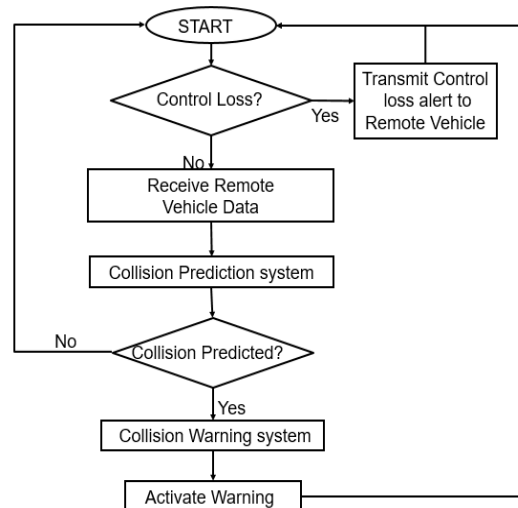 START
Control Loss?
Yes
Transmit Control
loss alert to
Remote Vehicle
No
Receive Remote
Vehicle Data
Collision Prediction system
Collision Predicted?
No
Yes
Collision Warning system
Activate Warning